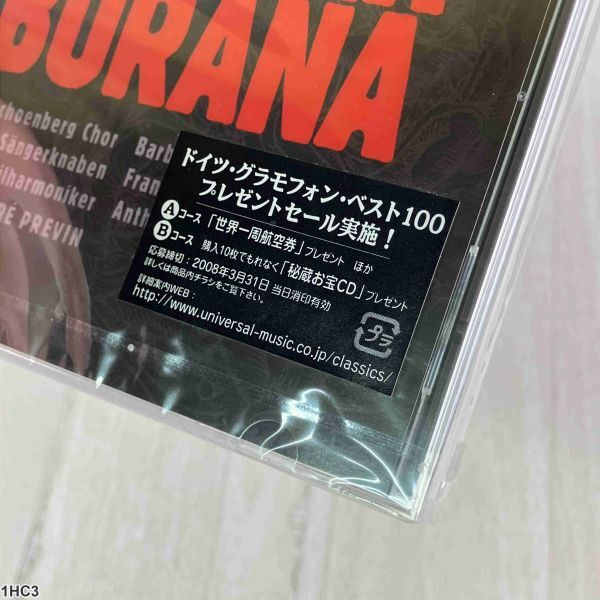 BURANA
choenberg Chor Barb
Sängerknaben Fran
ilharmoniker Anth
RE PREVIN
ドイツ・グラモフォン・ベスト100
プレゼントセール実施!
Aコース「世界一周航空券」プレゼント ほか
Bコース 購入10枚でもれなく「秘蔵お宝CD」プレゼント
応募締切:2008年3月31日 当日消印有効
詳しくは商品内チラシをご覧下さい。
詳細案内WEB:
http://www.universal-music.co.jp/classics/
プラ
1HC3